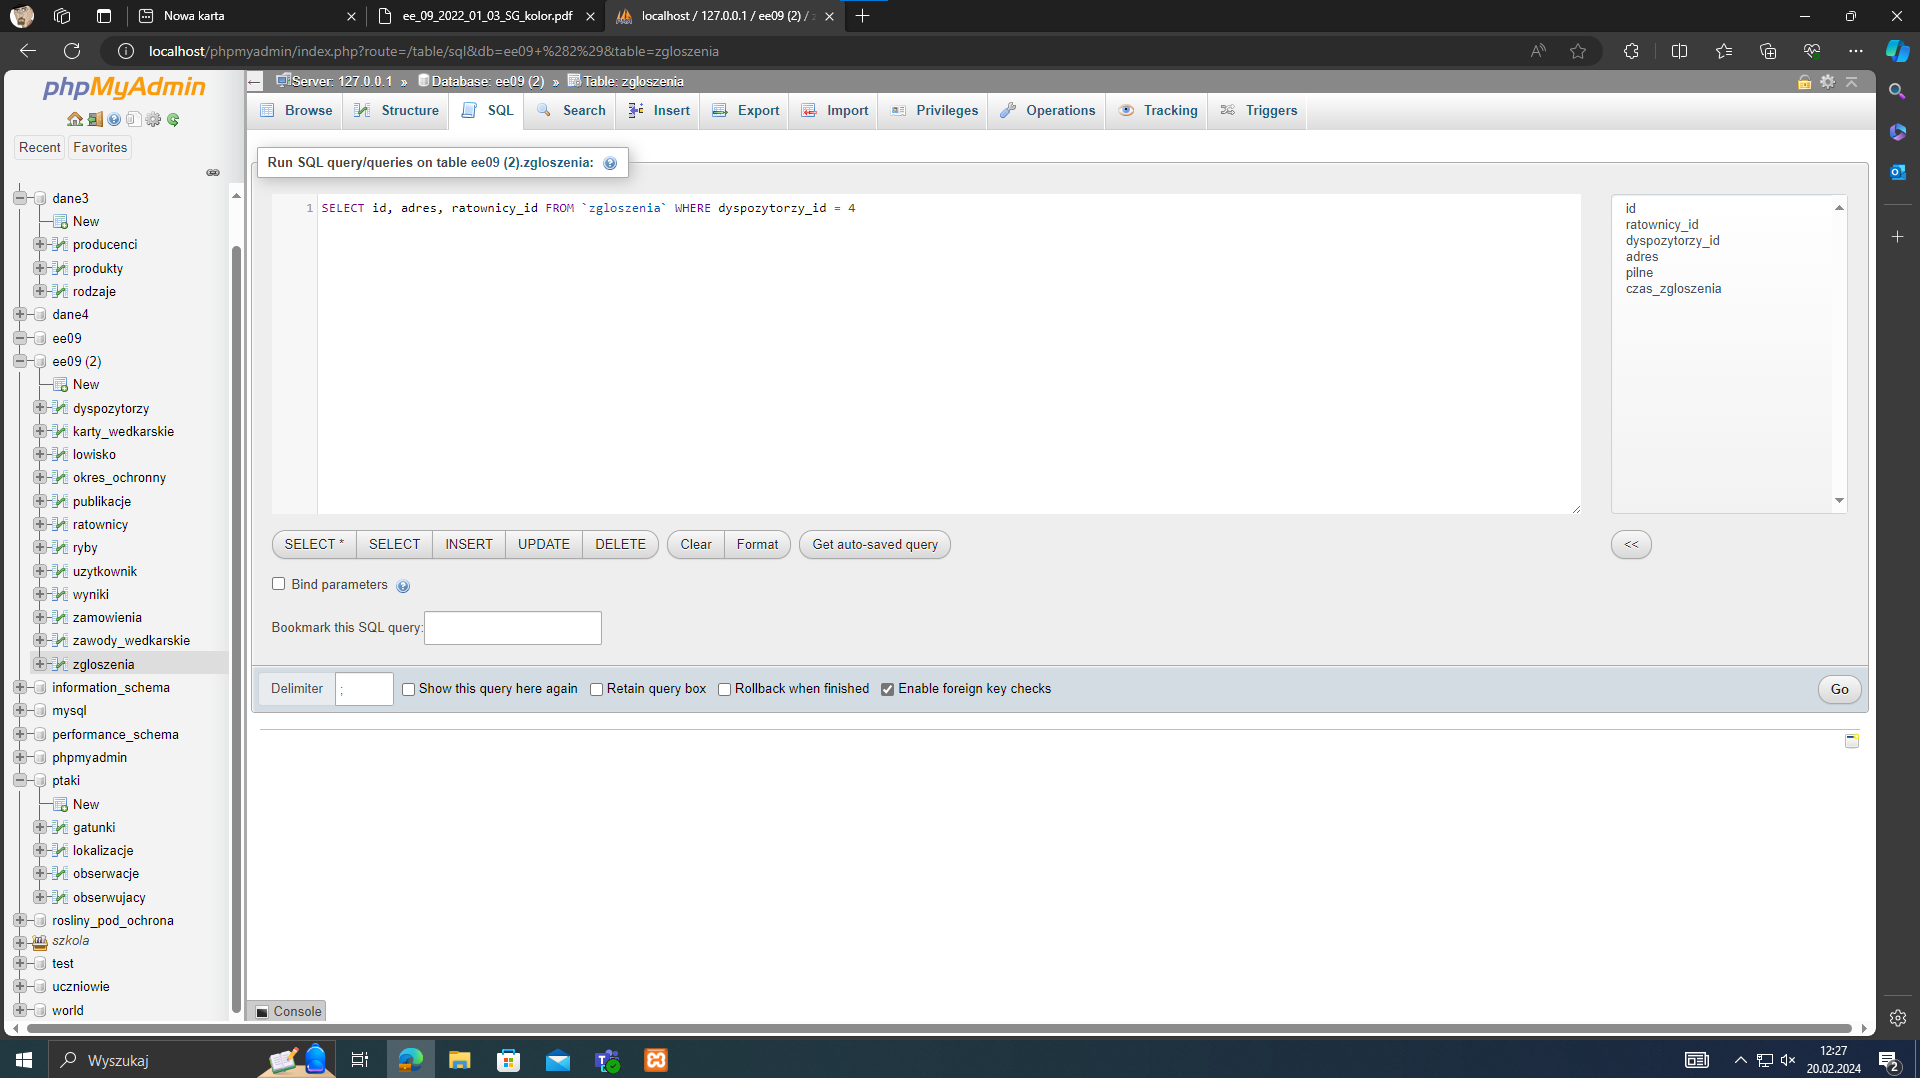 Nowa karta
ee_09_2022_01_03_SG_kolor.pdf
localhost / 127.0.0.1 / ee09 (2) /
localhost/phpmyadmin/index.php?route=/table/sql&db=ee09+%282%29&table=zgloszenia
phpMyAdmin
Recent
Favorites
dane3
New
producenci
produkty
rodzaje
dane4
ee09
ee09 (2)
New
dyspozytorzy
karty_wedkarskie
lowisko
okres_ochronny
publikacje
ratownicy
ryby
uzytkownik
wyniki
zamowienia
zawody_wedkarskie
zgloszenia
information_schema
mysql
performance_schema
phpmyadmin
ptaki
New
gatunki
lokalizacje
obserwacje
obserwujacy
rosliny_pod_ochrona
szkola
test
uczniowie
world
Server: 127.0.0.1 » Database: ee09 (2) » Table: zgloszenia
Browse Structure SQL Search Insert Export Import Privileges Operations Tracking Triggers
Run SQL query/queries on table ee09 (2).zgloszenia:
1 SELECT id, adres, ratownicy_id FROM `zgloszenia` WHERE dyspozytorzy_id = 4
id
ratownicy_id
dyspozytorzy_id
adres
pilne
czas_zgloszenia
SELECT * SELECT INSERT UPDATE DELETE Clear Format Get auto-saved query <<
Bind parameters
Bookmark this SQL query:
Delimiter ; Show this query here again Retain query box Rollback when finished Enable foreign key checks Go
Console
Wyszukaj
12:27
20.02.2024
2